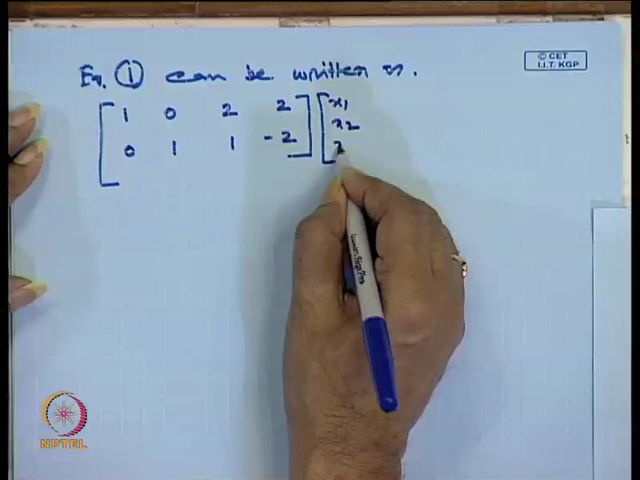 Eq. ① can be written as.
© CET
I.I.T. KGP
1 0 2 2 x1
0 1 1 -2 x2
x
NPTEL